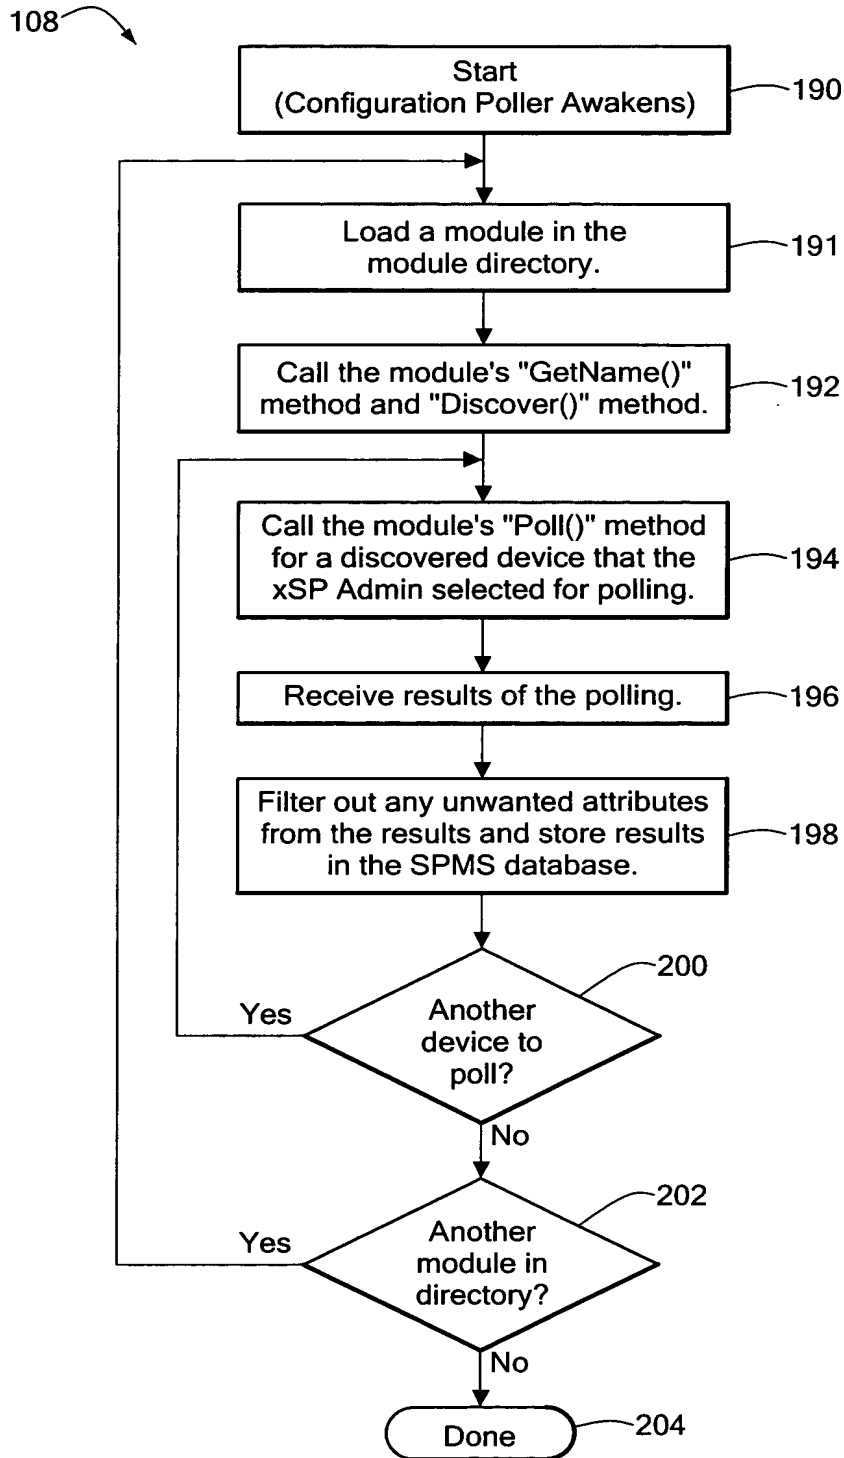 108
Start
(Configuration Poller Awakens)
190
Load a module in the
module directory.
191
Call the module's "GetName()"
method and "Discover()" method.
192
Call the module's "Poll()" method
for a discovered device that the
xSP Admin selected for polling.
194
Receive results of the polling.
196
Filter out any unwanted attributes
from the results and store results
in the SPMS database.
198
200
Yes
Another
device to
poll?
No
202
Yes
Another
module in
directory?
No
Done
204